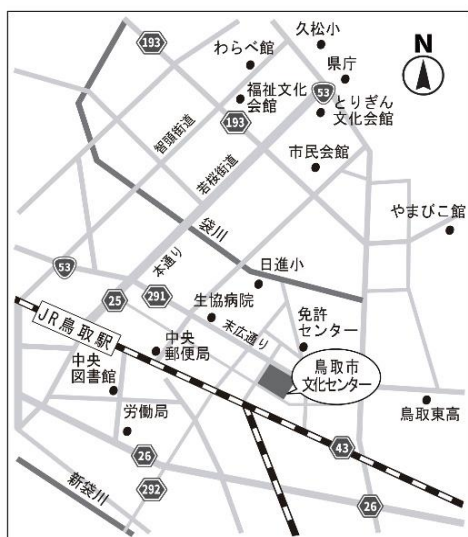 久松小
N
193
わらべ館
県庁
53
福祉文化
会館
とりぎん
文化会館
193
智頭街道
若桜街道
市民会館
袋川
やまびこ館
本通り
日進小
53
25
291
生協病院
末広通り
免許
センター
JR鳥取駅
中央
郵便局
鳥取市
文化センター
中央
図書館
鳥取東高
労働局
43
26
292
新袋川
26